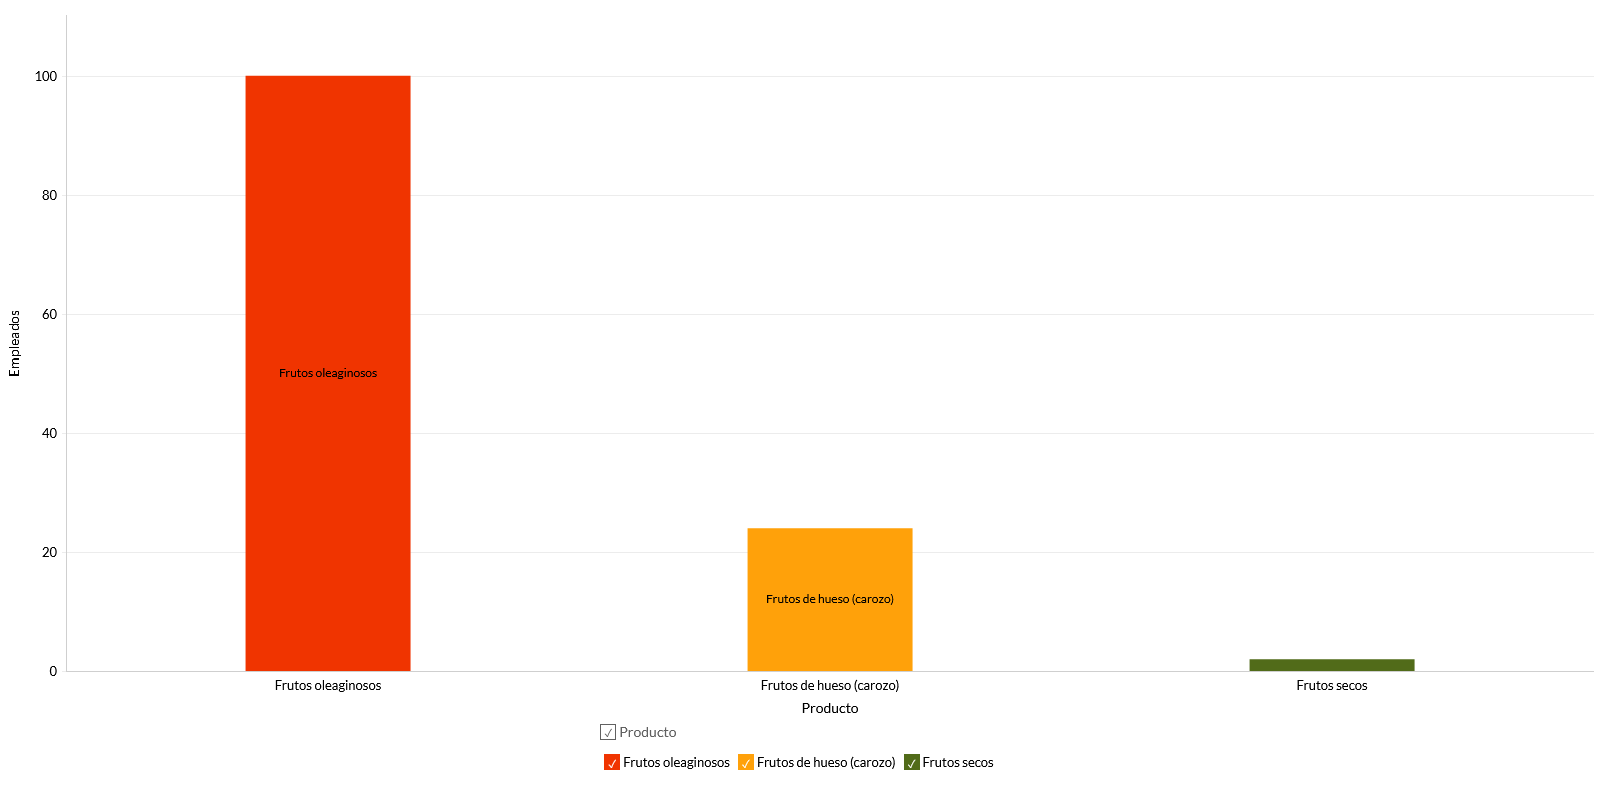 100
80
60
40
20
0
Empleados
Frutos oleaginosos
Frutos de hueso (carozo)
Frutos oleaginosos Frutos de hueso (carozo) Frutos secos
Producto
Producto
Frutos oleaginosos Frutos de hueso (carozo) Frutos secos